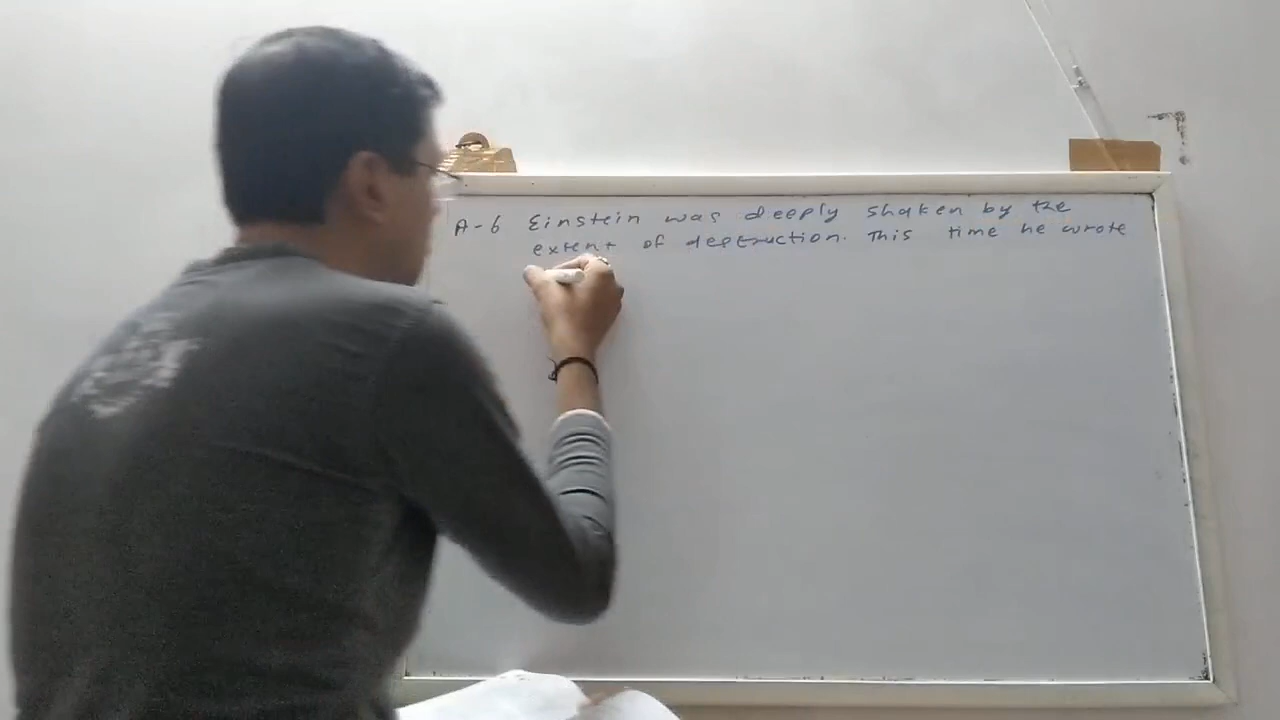 A-6 Einstein was deeply shaken by the
extent of destruction. This time he wrote